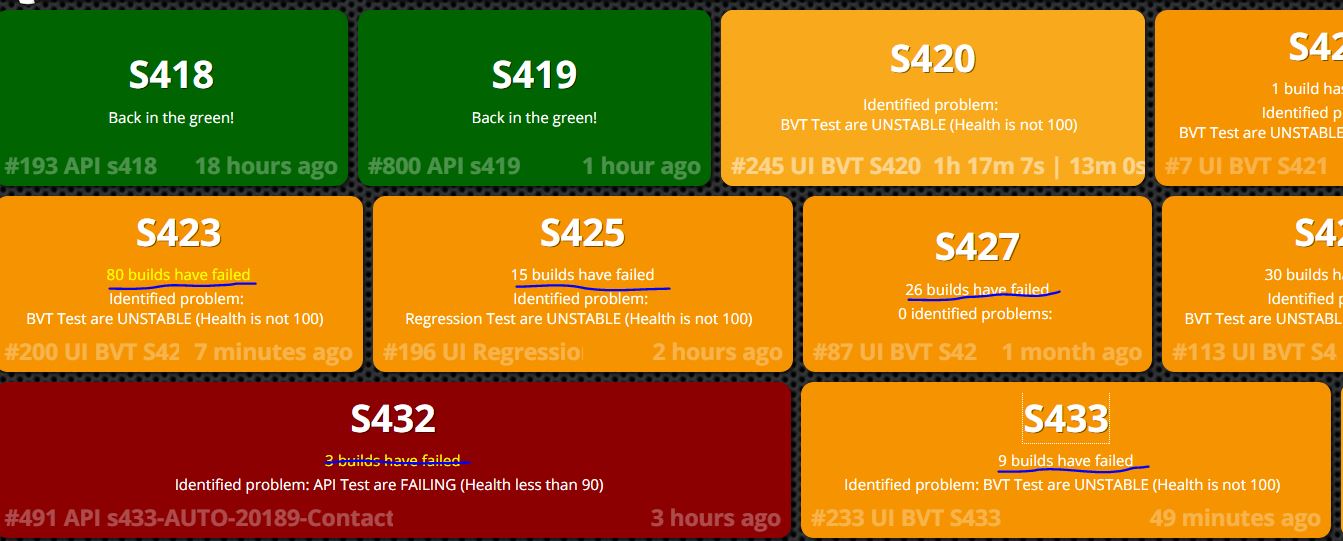 S418
Back in the green!
#193 API s418 18 hours ago
S419
Back in the green!
#800 API s419 1 hour ago
S420
Identified problem:
BVT Test are UNSTABLE (Health is not 100)
#245 UI BVT S420 1h 17m 7s | 13m 0s
1 build
BVT Test are UNSTABLE
#7 UI BVT S421
S423
80 builds have failed
Identified problem:
BVT Test are UNSTABLE (Health is not 100)
#200 UI BVT S42 7 minutes ago
S425
15 builds have failed
Identified problem:
Regression Test are UNSTABLE (Health is not 100)
#196 UI Regressio 2 hours ago
S427
26 builds have failed
0 identified problems:
#87 UI BVT S42 1 month ago
30 builds
Identified
BVT Test are UNSTABLE
#113 UI BVT S4
S432
3 builds have failed
Identified problem: API Test are FAILING (Health less than 90)
#491 API s433-AUTO-20189-Contact 3 hours ago
S433
9 builds have failed
Identified problem: BVT Test are UNSTABLE (Health is not 100)
#233 UI BVT S433 49 minutes ago